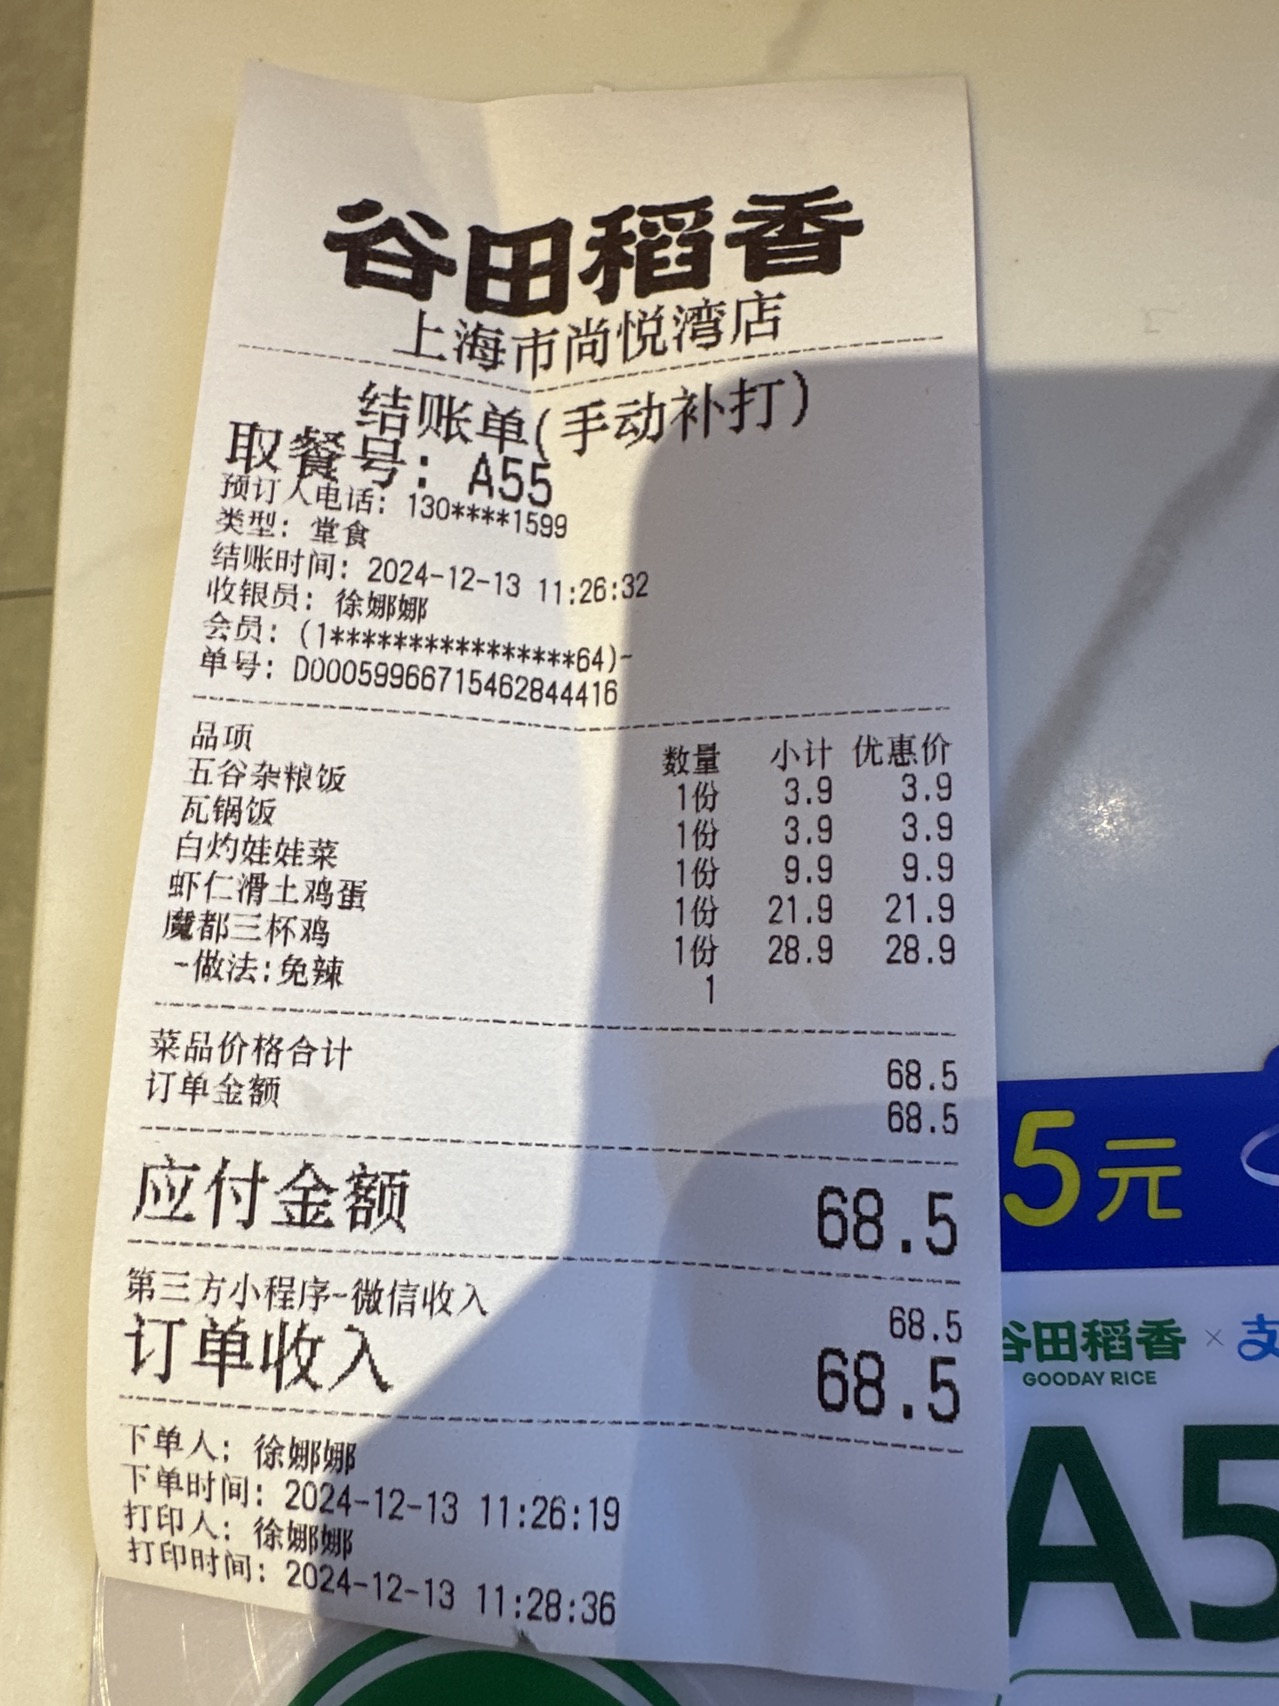 谷田稻香
上海市尚悦湾店
结账单(手动补打)
取餐号: A55
预订人电话: 130****1599
类型: 堂食
结账时间: 2024-12-13 11:26:32
收银员: 徐娜娜
会员: (1****************64)-
单号: D00059966715462844416
品项 数量 小计 优惠价
五谷杂粮饭 1份 3.9 3.9
瓦锅饭 1份 3.9 3.9
白灼娃娃菜 1份 9.9 9.9
虾仁滑土鸡蛋 1份 21.9 21.9
魔都三杯鸡 1份 28.9 28.9
-做法:免辣 1
菜品价格合计 68.5
订单金额 68.5
应付金额 68.5
第三方小程序-微信收入 68.5
订单收入 68.5
下单人: 徐娜娜
下单时间: 2024-12-13 11:26:19
打印人: 徐娜娜
打印时间: 2024-12-13 11:28:36
5元
谷田稻香 × 支
GOODAY RICE
A5